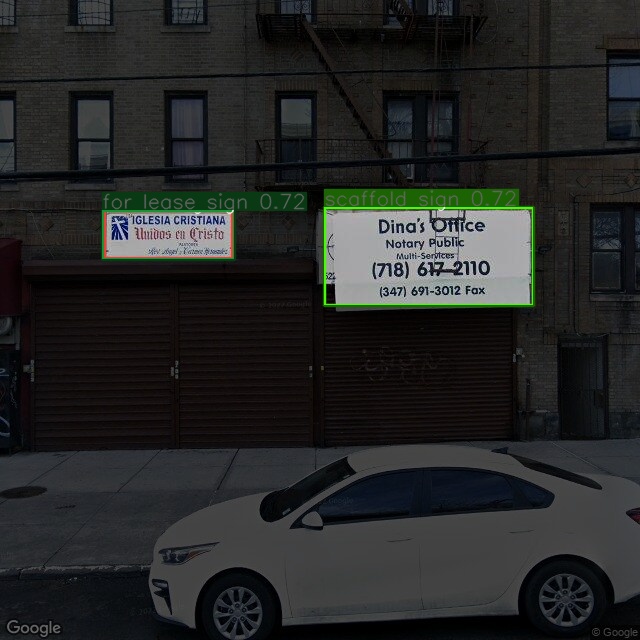 for lease sign 0.72
scaffold sign 0.72
IGLESIA CRISTIANA
Unidos en Cristo
PASTORES
Dina's Office
Notary Public
Multi-Services
(718) 617-2110
(347) 691-3012 Fax
Google
© Google